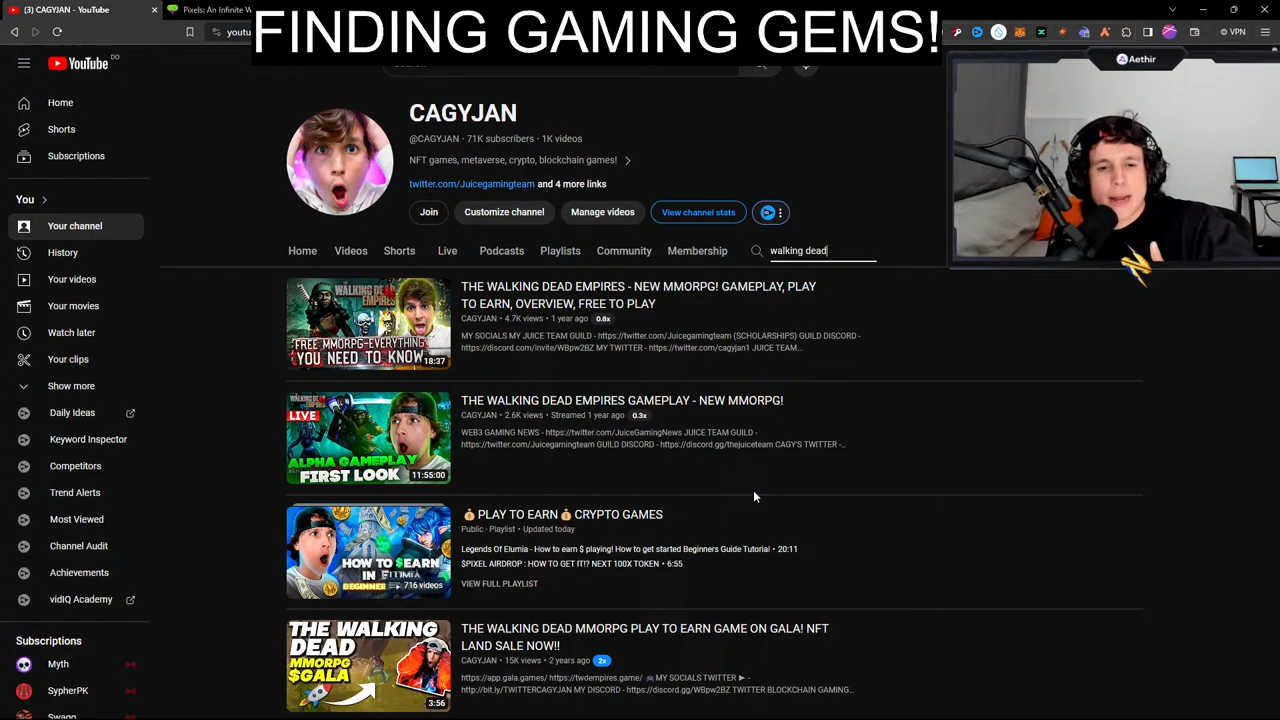 (3) CAGYJAN - YouTube
Pixels: An Infinite W
FINDING GAMING GEMS!
youtu
VPN
YouTube
DO
Home
Shorts
Subscriptions
You
Your channel
History
Your videos
Your movies
Watch later
Your clips
Show more
Daily Ideas
Keyword Inspector
Competitors
Trend Alerts
Most Viewed
Channel Audit
Achievements
vidIQ Academy
Subscriptions
Myth
SypherPK
Swagg
CAGYJAN
@CAGYJAN • 71K subscribers • 1K videos
NFT games, metaverse, crypto, blockchain games!
twitter.com/Juicegamingteam and 4 more links
Join
Customize channel
Manage videos
View channel stats
Home
Videos
Shorts
Live
Podcasts
Playlists
Community
Membership
walking dead
THE WALKING DEAD EMPIRES
FREE MMORPG-EVERYTHING
YOU NEED TO KNOW
18:37
THE WALKING DEAD EMPIRES - NEW MMORPG! GAMEPLAY, PLAY
TO EARN, OVERVIEW, FREE TO PLAY
CAGYJAN • 4.7K views • 1 year ago 0.6x
MY SOCIALS MY JUICE TEAM GUILD - https://twitter.com/Juicegamingteam (SCHOLARSHIPS) GUILD DISCORD -
https://discord.com/invite/WBpw2BZ MY TWITTER - https://twitter.com/cagyjan1 JUICE TEAM...
LIVE
ALPHA GAMEPLAY
FIRST LOOK
11:55:00
THE WALKING DEAD EMPIRES GAMEPLAY - NEW MMORPG!
CAGYJAN • 2.6K views • Streamed 1 year ago 0.3x
WEB3 GAMING NEWS - https://twitter.com/JuiceGamingNews JUICE TEAM GUILD -
https://twitter.com/Juicegamingteam GUILD DISCORD - https://discord.gg/thejuiceteam CAGY'S TWITTER -...
HOW TO $EARN
BEGINNER
716 videos
💰PLAY TO EARN💰 CRYPTO GAMES
Public • Playlist • Updated today
Legends Of Elumia - How to earn $ playing! How to get started Beginners Guide Tutorial • 20:11
$PIXEL AIRDROP : HOW TO GET IT!? NEXT 100X TOKEN • 6:55
VIEW FULL PLAYLIST
THE WALKING
DEAD
MMORPG
$GALA
3:56
THE WALKING DEAD MMORPG PLAY TO EARN GAME ON GALA! NFT
LAND SALE NOW!!
CAGYJAN • 15K views • 2 years ago 2x
https://app.gala.games/ https://twdempires.game/ 🎮MY SOCIALS TWITTER ► -
http://bit.ly/TWITTERCAGYJAN MY DISCORD - https://discord.gg/WBpw2BZ TWITTER BLOCKCHAIN GAMING...
Aethir